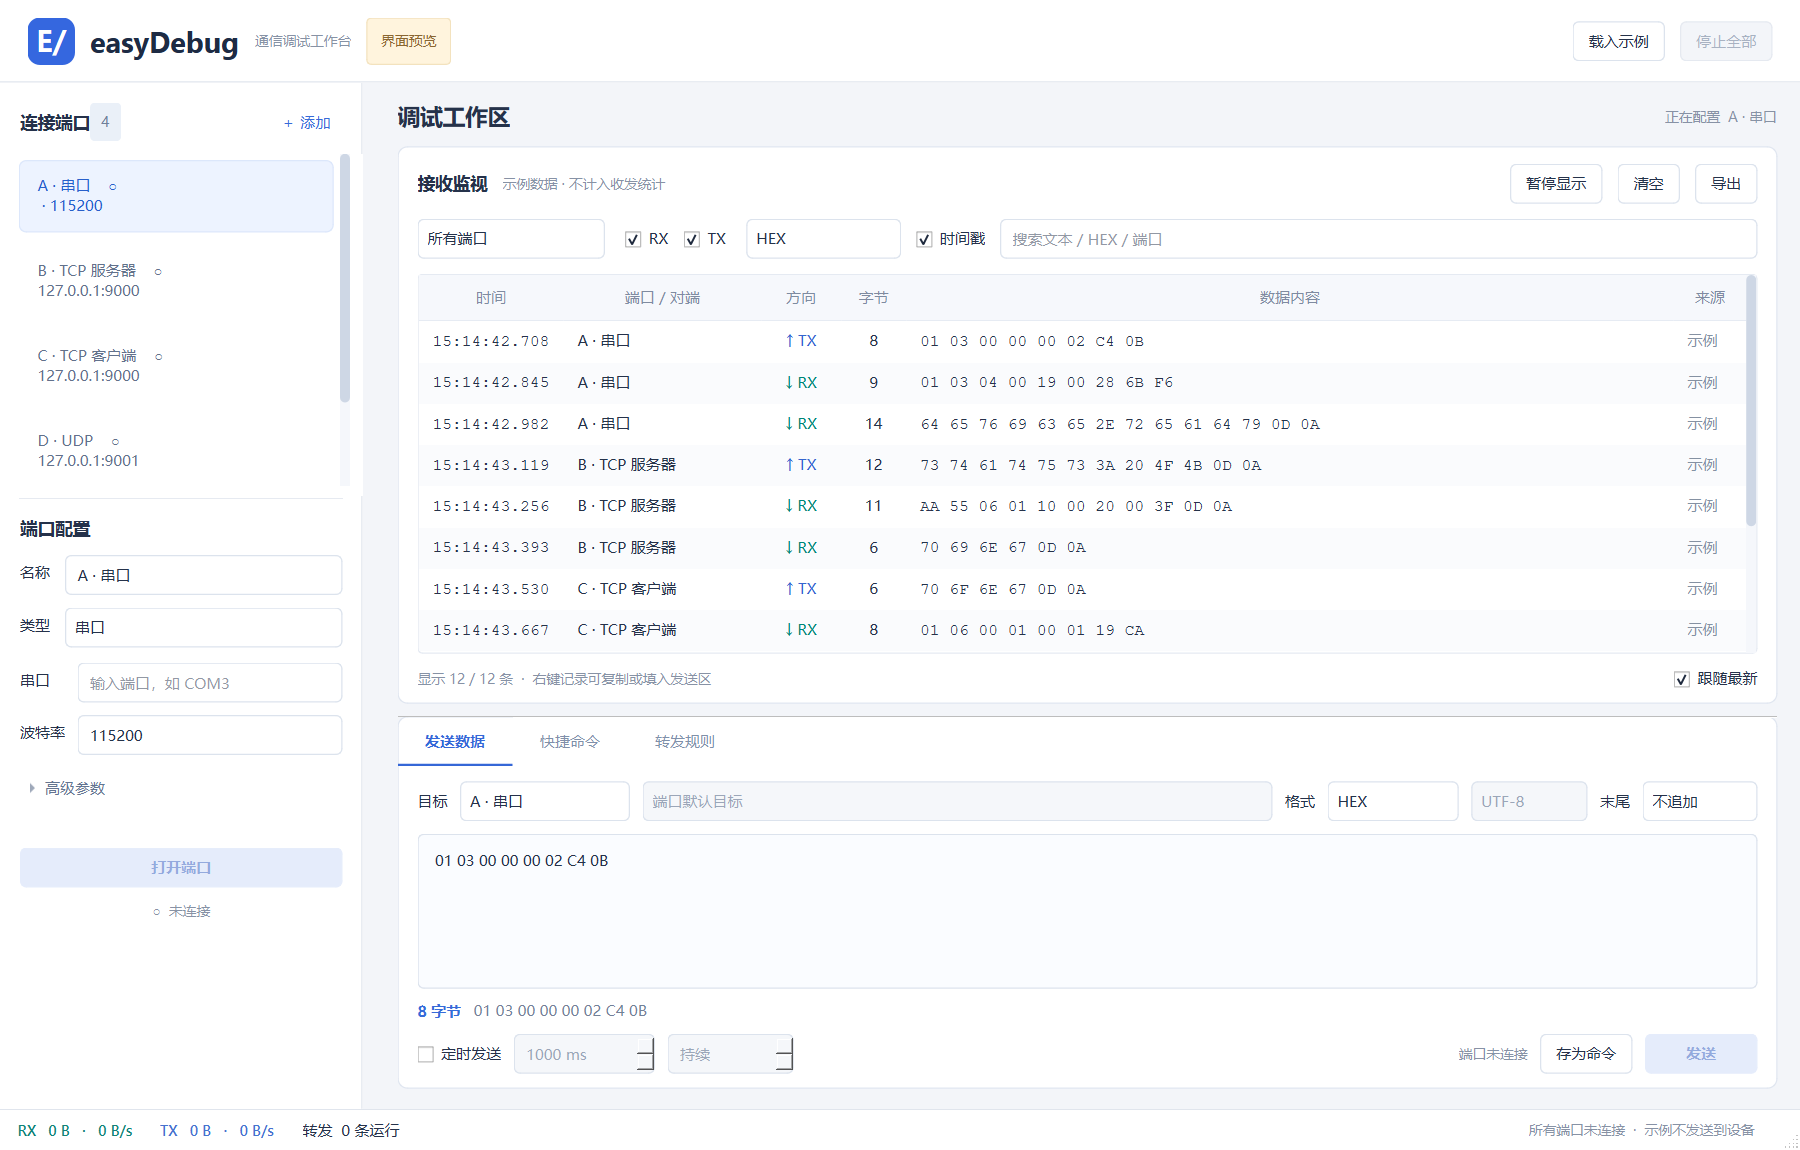 E/ easyDebug 通信调试工作台 界面预览 载入示例 停止全部
连接端口 4 + 添加
A · 串口 ○
· 115200
B · TCP 服务器 ○
127.0.0.1:9000
C · TCP 客户端 ○
127.0.0.1:9000
D · UDP ○
127.0.0.1:9001
端口配置
名称 A · 串口
类型 串口
串口 输入端口，如 COM3
波特率 115200
高级参数
打开端口
○ 未连接
调试工作区 正在配置 A · 串口
接收监视 示例数据 · 不计入收发统计 暂停显示 清空 导出
所有端口 RX TX HEX 时间戳 搜索文本 / HEX / 端口
时间 端口 / 对端 方向 字节 数据内容 来源
15:14:42.708 A · 串口 ↑ TX 8 01 03 00 00 00 02 C4 0B 示例
15:14:42.845 A · 串口 ↓ RX 9 01 03 04 00 19 00 28 6B F6 示例
15:14:42.982 A · 串口 ↓ RX 14 64 65 76 69 63 65 2E 72 65 61 64 79 0D 0A 示例
15:14:43.119 B · TCP 服务器 ↑ TX 12 73 74 61 74 75 73 3A 20 4F 4B 0D 0A 示例
15:14:43.256 B · TCP 服务器 ↓ RX 11 AA 55 06 01 10 00 20 00 3F 0D 0A 示例
15:14:43.393 B · TCP 服务器 ↓ RX 6 70 69 6E 67 0D 0A 示例
15:14:43.530 C · TCP 客户端 ↑ TX 6 70 6F 6E 67 0D 0A 示例
15:14:43.667 C · TCP 客户端 ↓ RX 8 01 06 00 01 00 01 19 CA 示例
显示 12 / 12 条 · 右键记录可复制或填入发送区 跟随最新
发送数据 快捷命令 转发规则
目标 A · 串口 端口默认目标 格式 HEX UTF-8 末尾 不追加
01 03 00 00 00 02 C4 0B
8 字节 01 03 00 00 00 02 C4 0B
定时发送 1000 ms 持续 端口未连接 存为命令 发送
RX 0 B · 0 B/s TX 0 B · 0 B/s 转发 0 条运行 所有端口未连接 · 示例不发送到设备